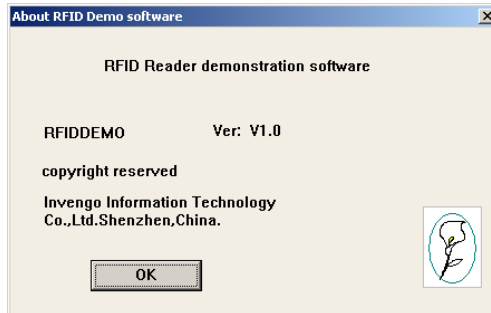 About RFID Demo software
RFID Reader demonstration software
RFIDDEMO Ver: V1.0
copyright reserved
Invengo Information Technology
Co.,Ltd.Shenzhen,China.
OK